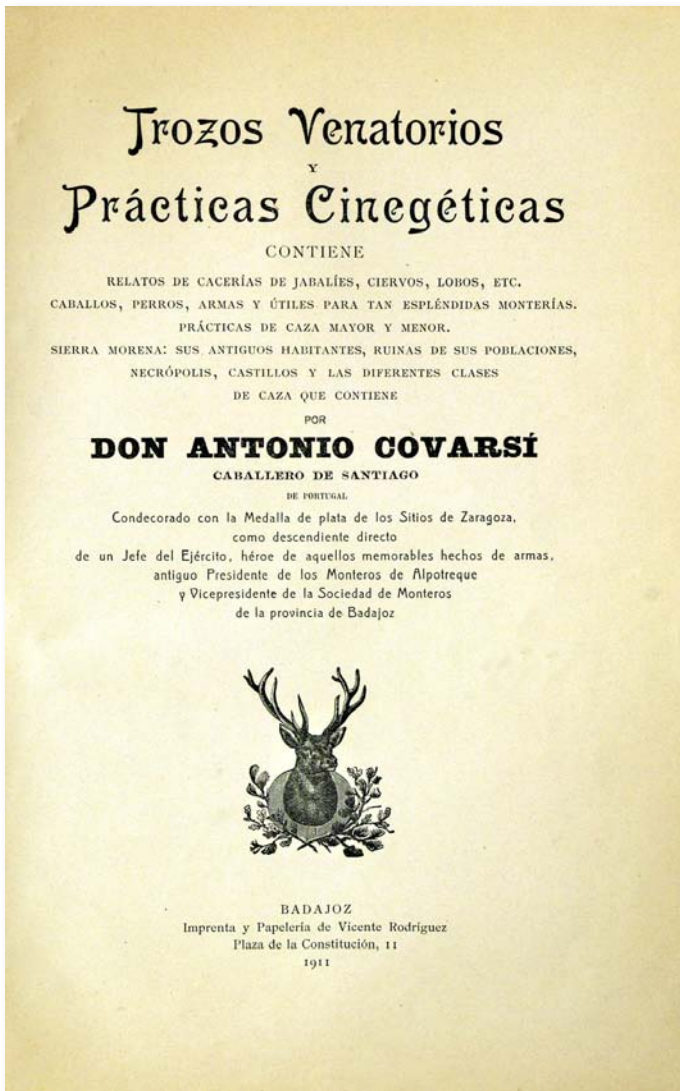 Trozos Venatorios
Y
Prácticas Cinegéticas
CONTIENE
RELATOS DE CACERÍAS DE JABALÍES, CIERVOS, LOBOS, ETC.
CABALLOS, PERROS, ARMAS Y ÚTILES PARA TAN ESPLÉNDIDAS MONTERÍAS.
PRÁCTICAS DE CAZA MAYOR Y MENOR.
SIERRA MORENA: SUS ANTIGUOS HABITANTES, RUINAS DE SUS POBLACIONES,
NECRÓPOLIS, CASTILLOS Y LAS DIFERENTES CLASES
DE CAZA QUE CONTIENE
POR
DON ANTONIO COVARSÍ
CABALLERO DE SANTIAGO
DE PORTUGAL
Condecorado con la Medalla de plata de los Sitios de Zaragoza,
como descendiente directo
de un Jefe del Ejército, héroe de aquellos memorables hechos de armas,
antiguo Presidente de los Monteros de Alpotreque
y Vicepresidente de la Sociedad de Monteros
de la provincia de Badajoz
BADAJOZ
Imprenta y Papelería de Vicente Rodríguez
Plaza de la Constitución, 11
1911